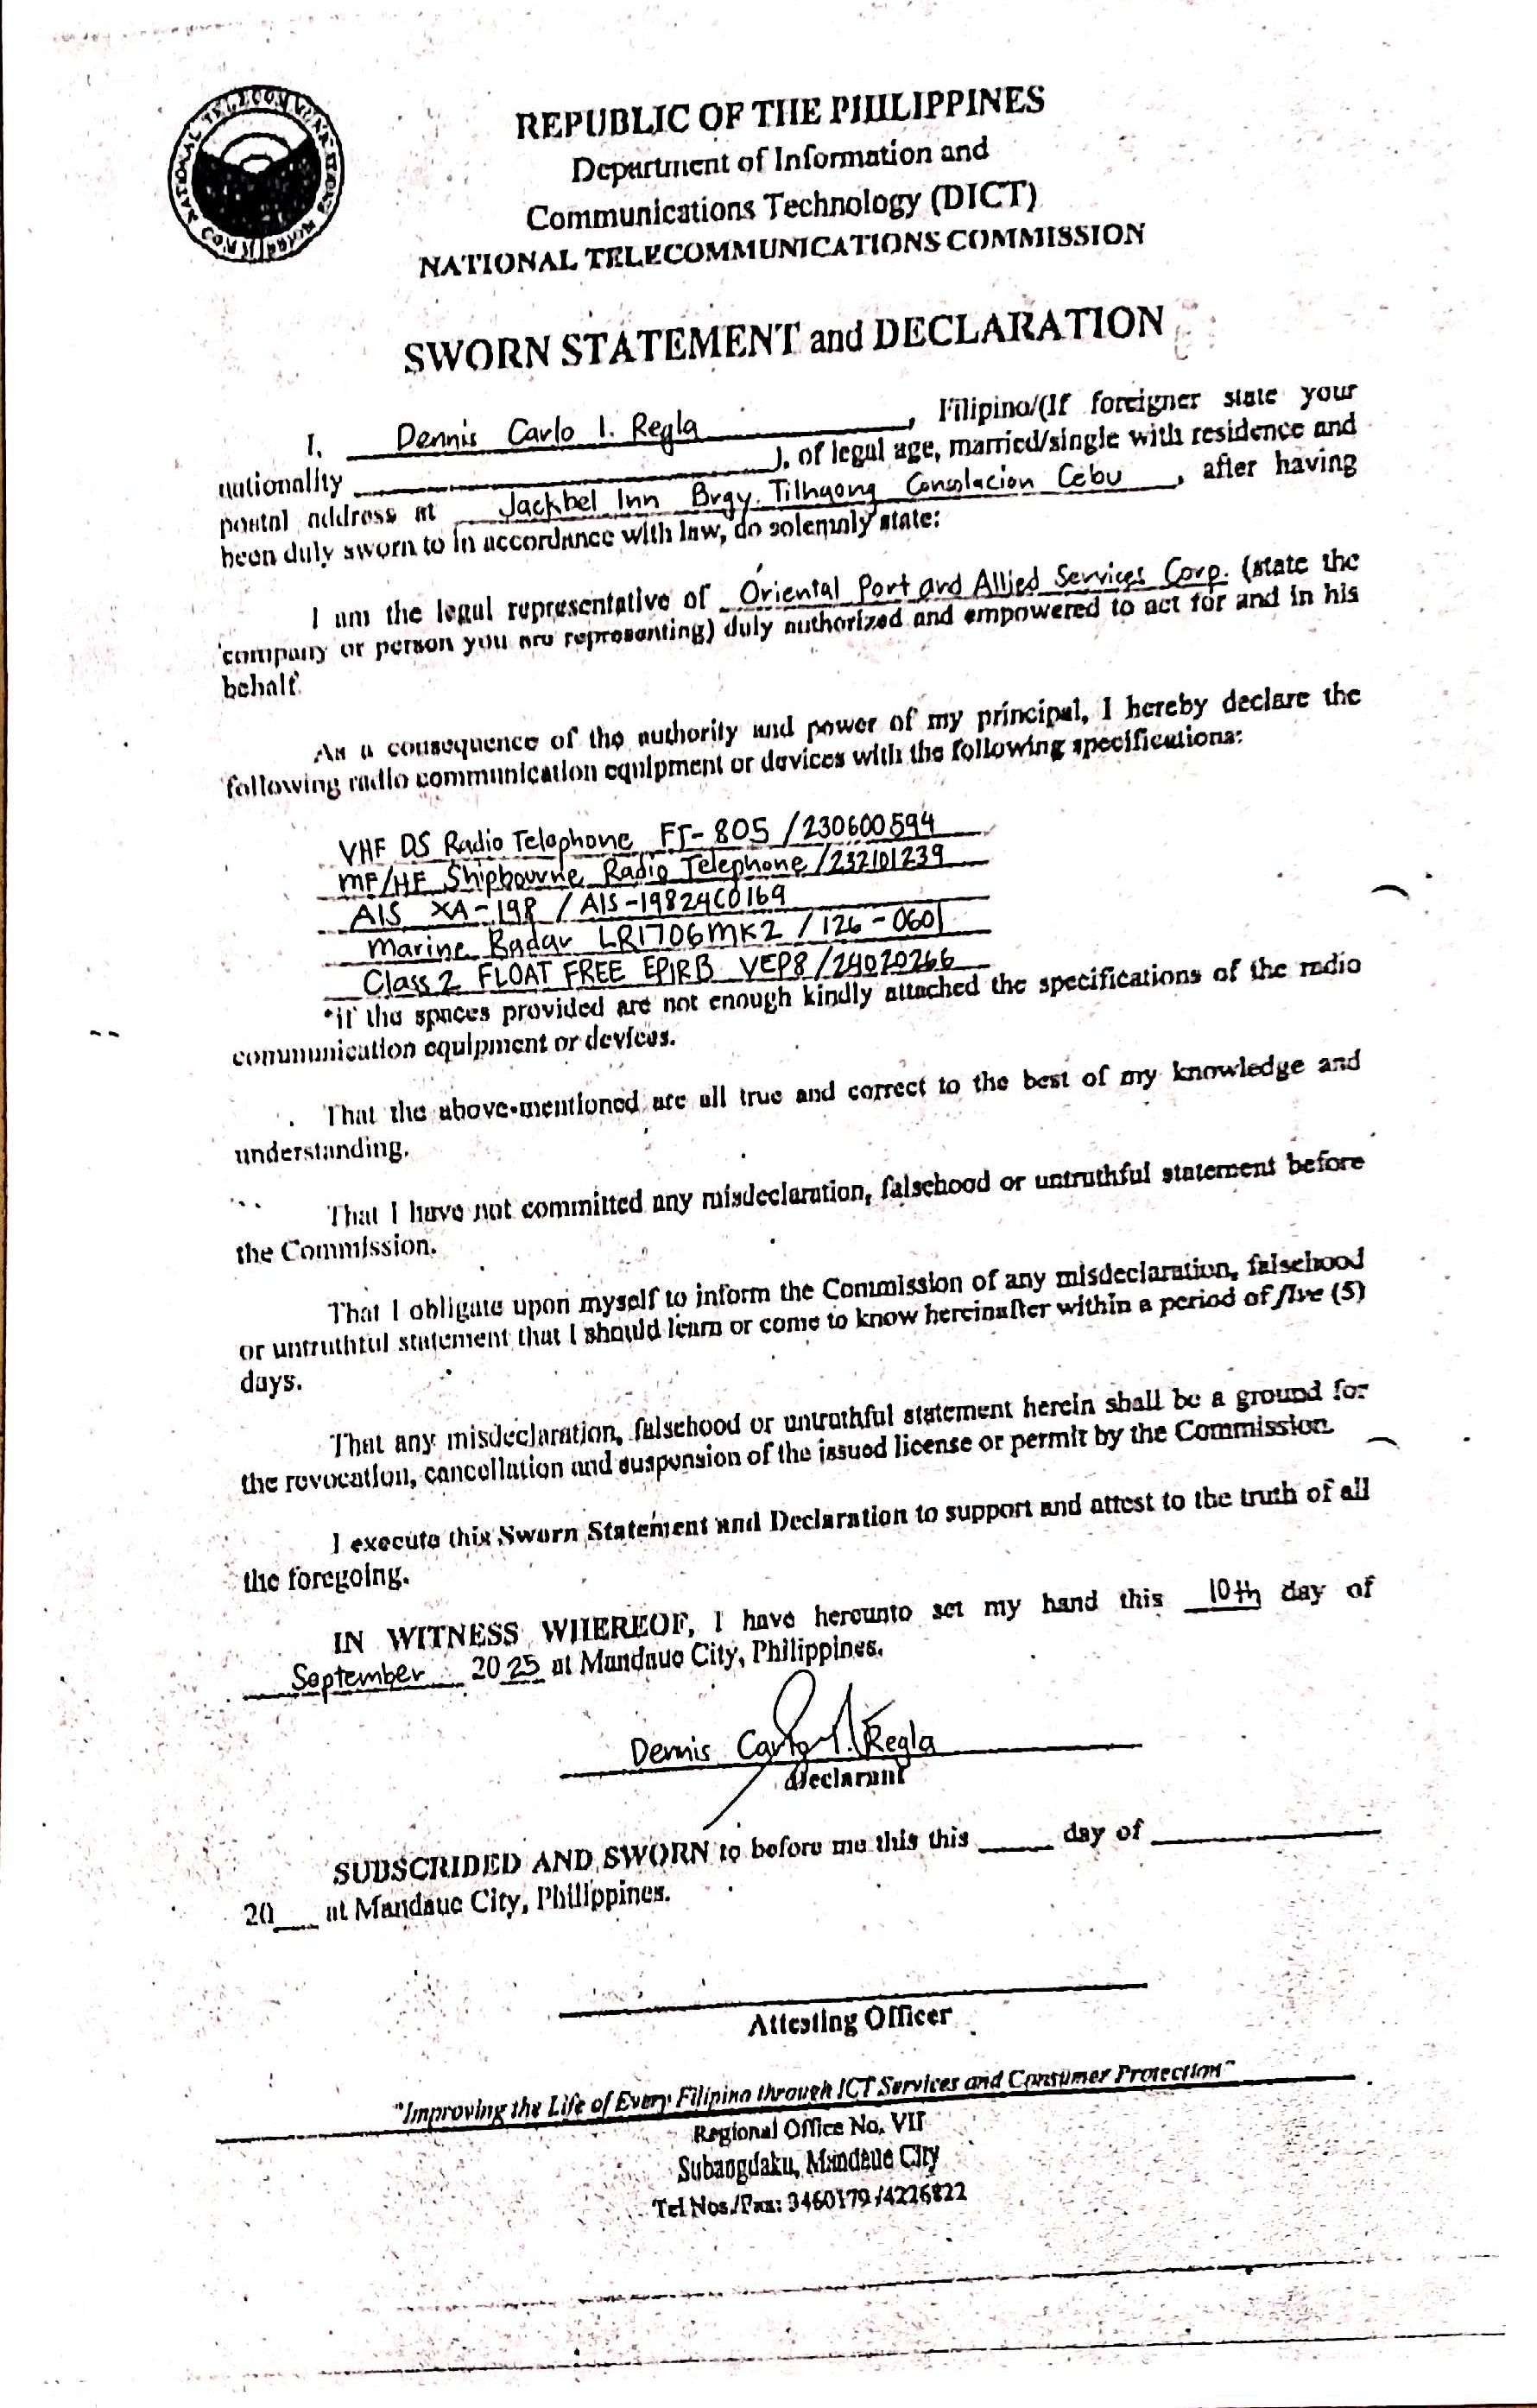 NATIONAL TELECOMMUNICATIONS COMMISSION
REPUBLIC OF THE PHILIPPINES
Department of Information and
Communications Technology (DICT)
NATIONAL TELECOMMUNICATIONS COMMISSION
SWORN STATEMENT and DECLARATION
I, Dennis Carlo I. Regla, Filipino/(If foreigner state your
nationality ), of legal age, married/single with residence and
postal address at Jackbel Inn Brgy. Tilhaong Consolacion Cebu, after having
been duly sworn to in accordance with law, do solemnly state:
I am the legal representative of Oriental Port and Allied Services Corp. (state the
company or person you are representing) duly authorized and empowered to act for and in his
behalf.
As a consequence of the authority and power of my principal, I hereby declare the
following radio communication equipment or devices with the following specifications:
VHF DS Radio Telephone FT-805 /230600594
MF/HF Shipbourne Radio Telephone /232101239
AIS XA-198 / AIS-19824C0169
Marine Radar LR1706MK2 / 126-0601
Class 2 FLOAT FREE EPIRB VEP8/24020266
*if the spaces provided are not enough kindly attached the specifications of the radio
communication equipment or devices.
That the above-mentioned are all true and correct to the best of my knowledge and
understanding.
That I have not committed any misdeclaration, falsehood or untruthful statement before
the Commission.
That I obligate upon myself to inform the Commission of any misdeclaration, falsehood
or untruthful statement that I should learn or come to know hereinafter within a period of five (5)
days.
That any misdeclaration, falsehood or untruthful statement herein shall be a ground for
the revocation, cancellation and suspension of the issued license or permit by the Commission.
I execute this Sworn Statement and Declaration to support and attest to the truth of all
the foregoing.
IN WITNESS WHEREOF, I have hereunto set my hand this 10th day of
September 2025 at Mandaue City, Philippines.
Dennis Carlo I. Regla
Declarant
SUBSCRIBED AND SWORN to before me this this ____ day of ____
20__ at Mandaue City, Philippines.
Attesting Officer
"Improving the Life of Every Filipino through ICT Services and Consumer Protection"
Regional Office No. VII
Subangdaku, Mandaue City
Tel Nos./Fax: 3460179/4226822